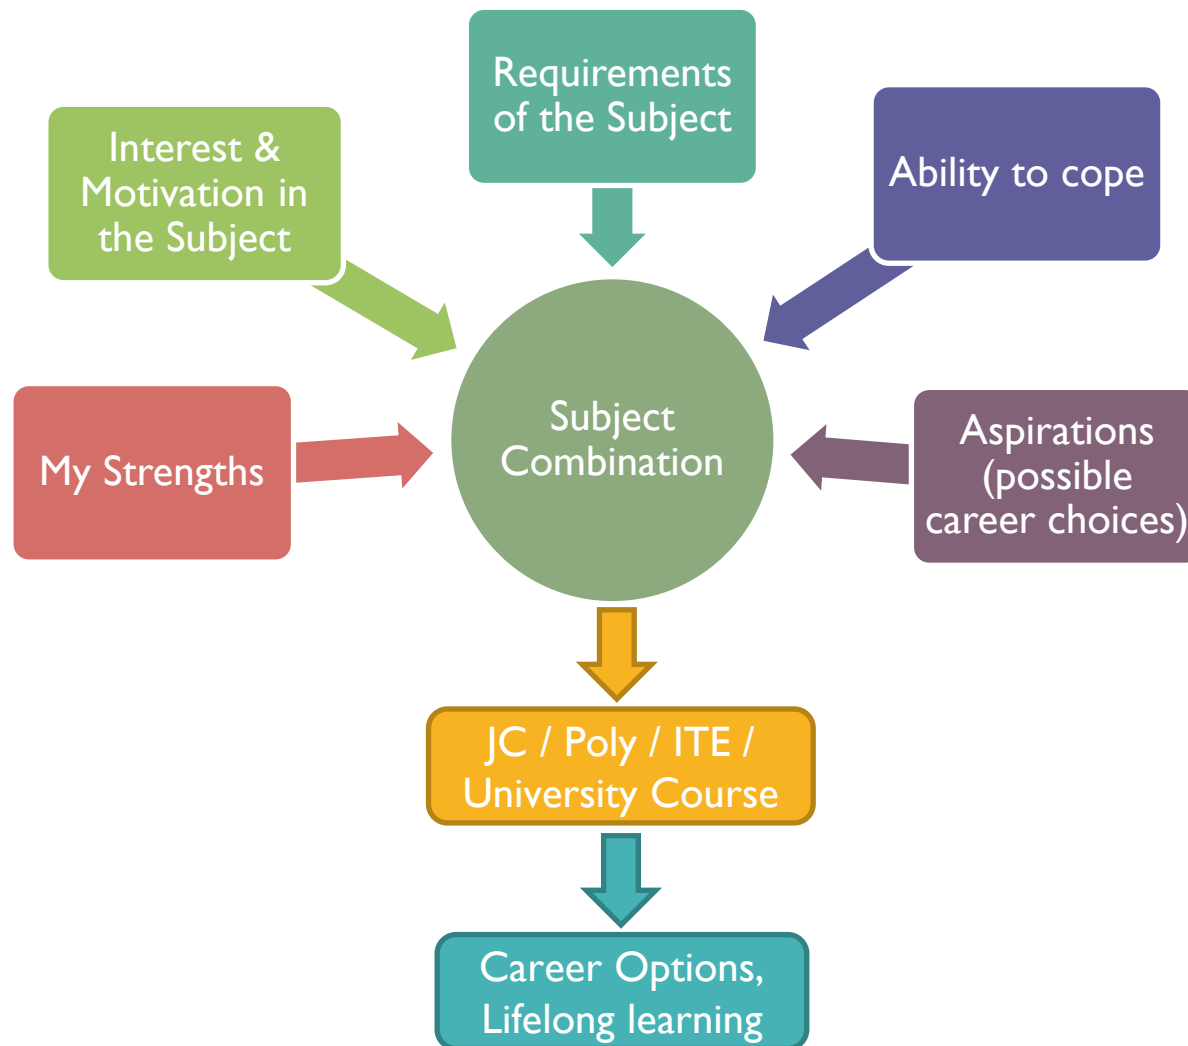 Requirements
of the Subject
Interest &
Motivation in
the Subject
Ability to cope
My Strengths
Subject
Combination
Aspirations
(possible
career choices)
JC / Poly / ITE /
University Course
Career Options,
Lifelong learning